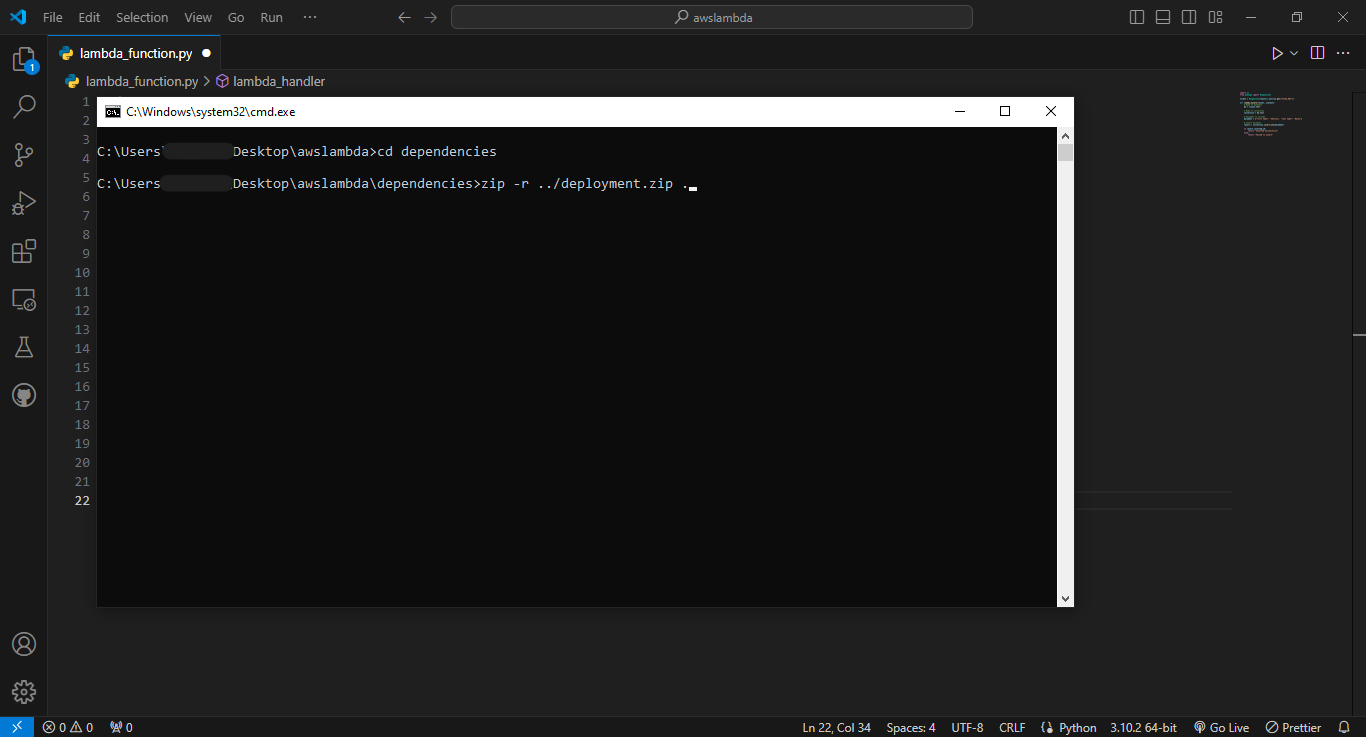 File Edit Selection View Go Run ···
awslambda
lambda_function.py
lambda_function.py > lambda_handler
C:\Windows\system32\cmd.exe
C:\Users Desktop\awslambda>cd dependencies
C:\Users Desktop\awslambda\dependencies>zip -r ../deployment.zip .
1
2
3
4
5
6
7
8
9
10
11
12
13
14
15
16
17
18
19
20
21
22
1
0 0 0
Ln 22, Col 34 Spaces: 4 UTF-8 CRLF Python 3.10.2 64-bit Go Live Prettier